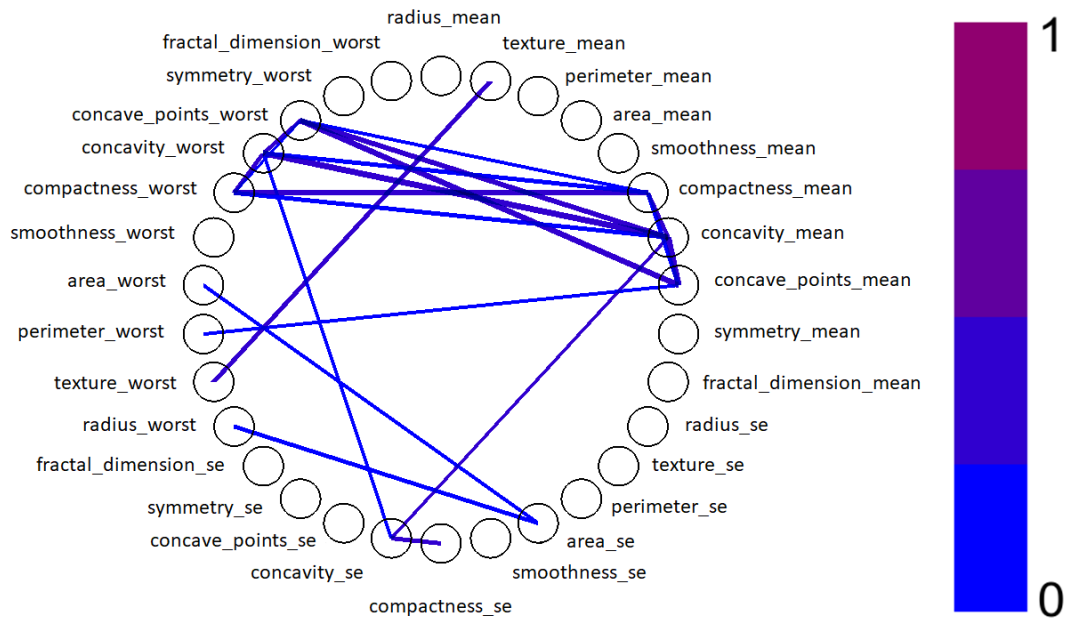 radius_mean
fractal_dimension_worst
texture_mean
symmetry_worst
perimeter_mean
concave_points_worst
area_mean
concavity_worst
smoothness_mean
compactness_worst
compactness_mean
smoothness_worst
concavity_mean
area_worst
concave_points_mean
perimeter_worst
symmetry_mean
texture_worst
fractal_dimension_mean
radius_worst
radius_se
fractal_dimension_se
texture_se
symmetry_se
perimeter_se
concave_points_se
area_se
concavity_se
smoothness_se
compactness_se
1
0